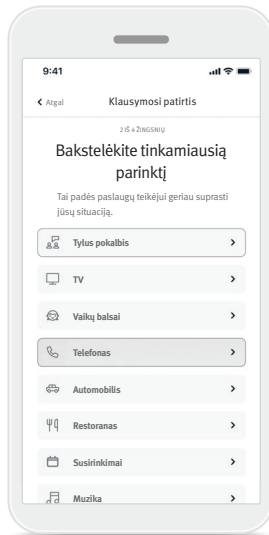 9:41
Atgal
Klausymosi patirtis
2 IŠ 4 ŽINGSNIŲ
Bakstelėkite tinkamiausią
parinktį
Tai padės paslaugų teikėjui geriau suprasti
jūsų situaciją.
Tylus pokalbis
TV
Vaikų balsai
Telefonas
Automobilis
Restoranas
Susirinkimai
Muzika